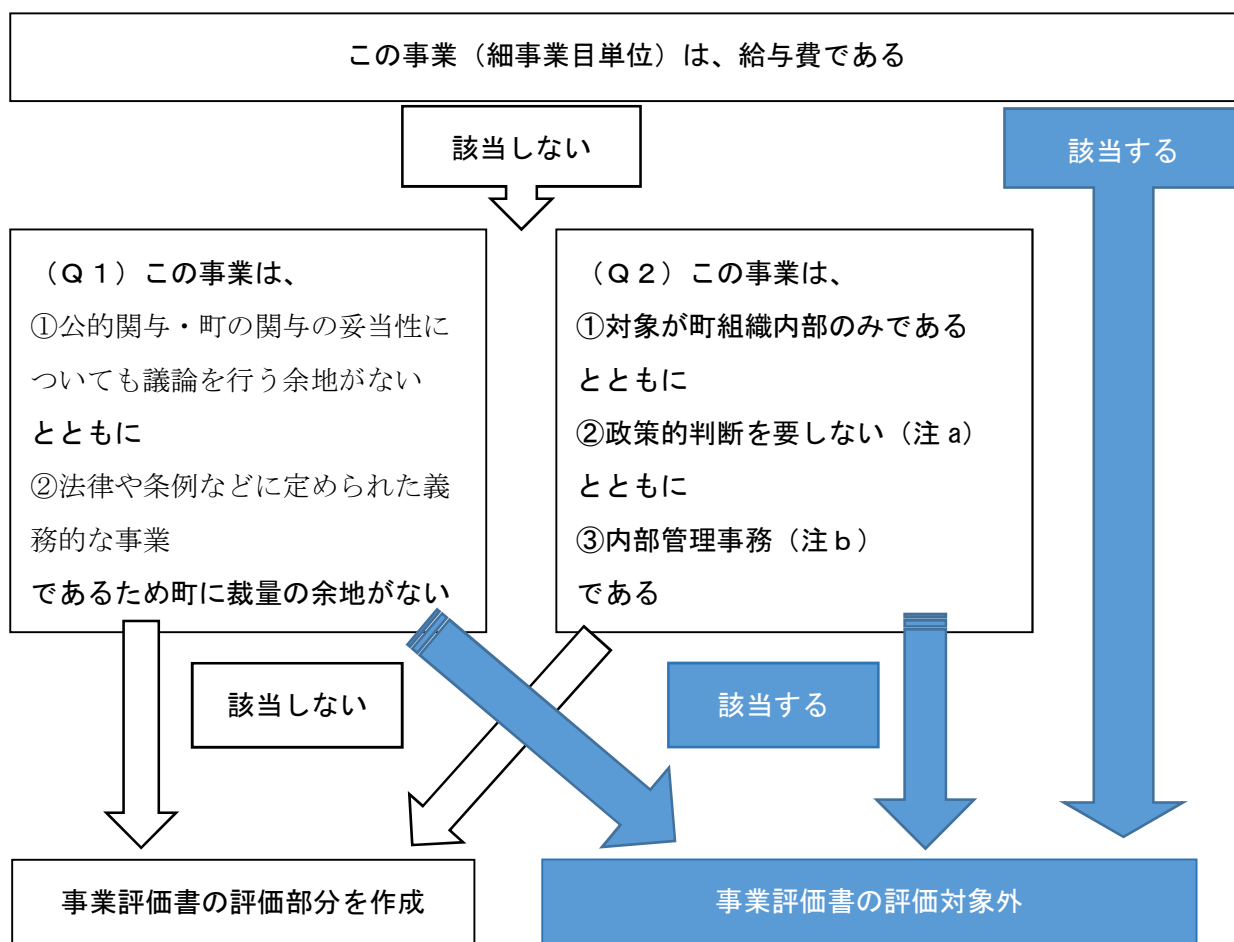 この事業（細事業目単位）は、給与費である
該当しない
該当する
（Ｑ１）この事業は、
①公的関与・町の関与の妥当性に
ついても議論を行う余地がない
とともに
②法律や条例などに定められた義
務的な事業
であるため町に裁量の余地がない
（Ｑ２）この事業は、
①対象が町組織内部のみである
とともに
②政策的判断を要しない（注 a）
とともに
③内部管理事務（注ｂ）
である
該当しない
該当する
事業評価書の評価部分を作成
事業評価書の評価対象外